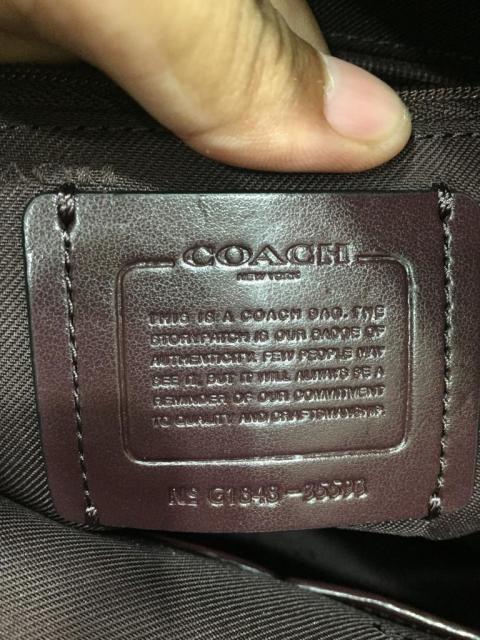 COACH
NEW YORK
THIS IS A COACH BAG. THE
STORYPATCH IS OUR BADGE OF
AUTHENTICITY. FEW PEOPLE MAY
SEE IT, BUT IT WILL ALWAYS BE A
REMINDER OF OUR COMMITMENT
TO QUALITY AND CRAFTSMANSHIP.
Nº G1648-